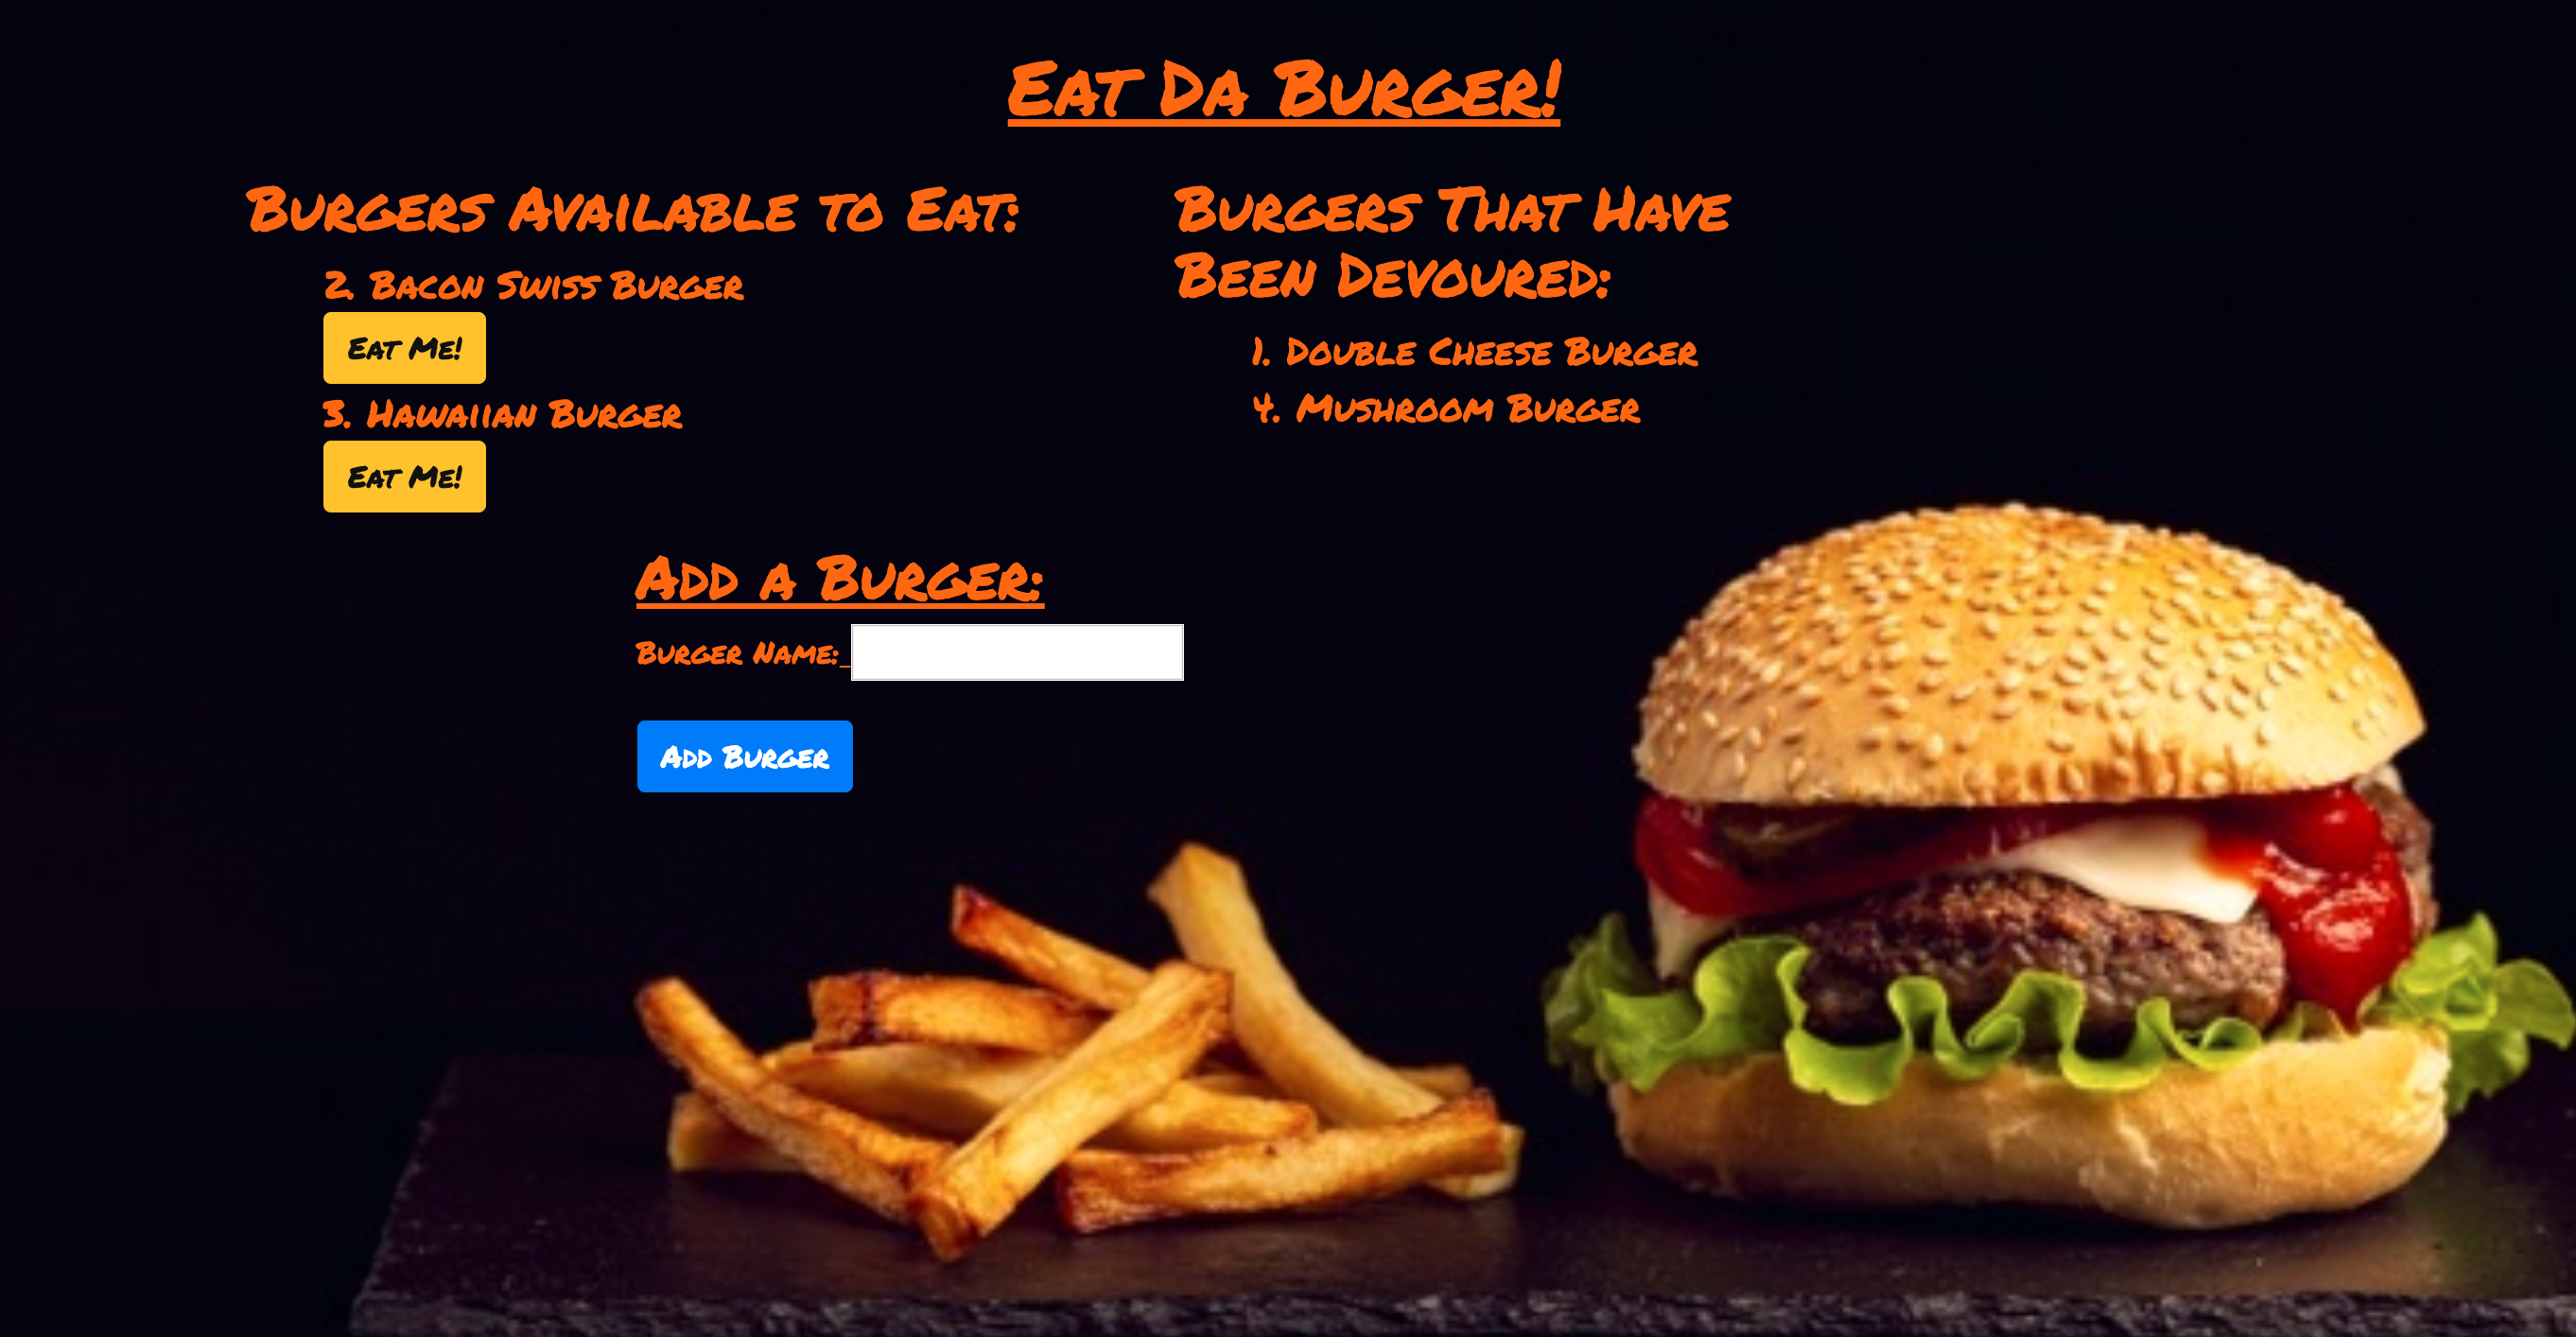 Eat Da Burger!
Burgers Available to Eat:
2. Bacon Swiss Burger
Eat Me!
3. Hawaiian Burger
Eat Me!
Burgers That Have
Been Devoured:
1. Double Cheese Burger
4. Mushroom Burger
Add a Burger:
Burger Name:
Add Burger